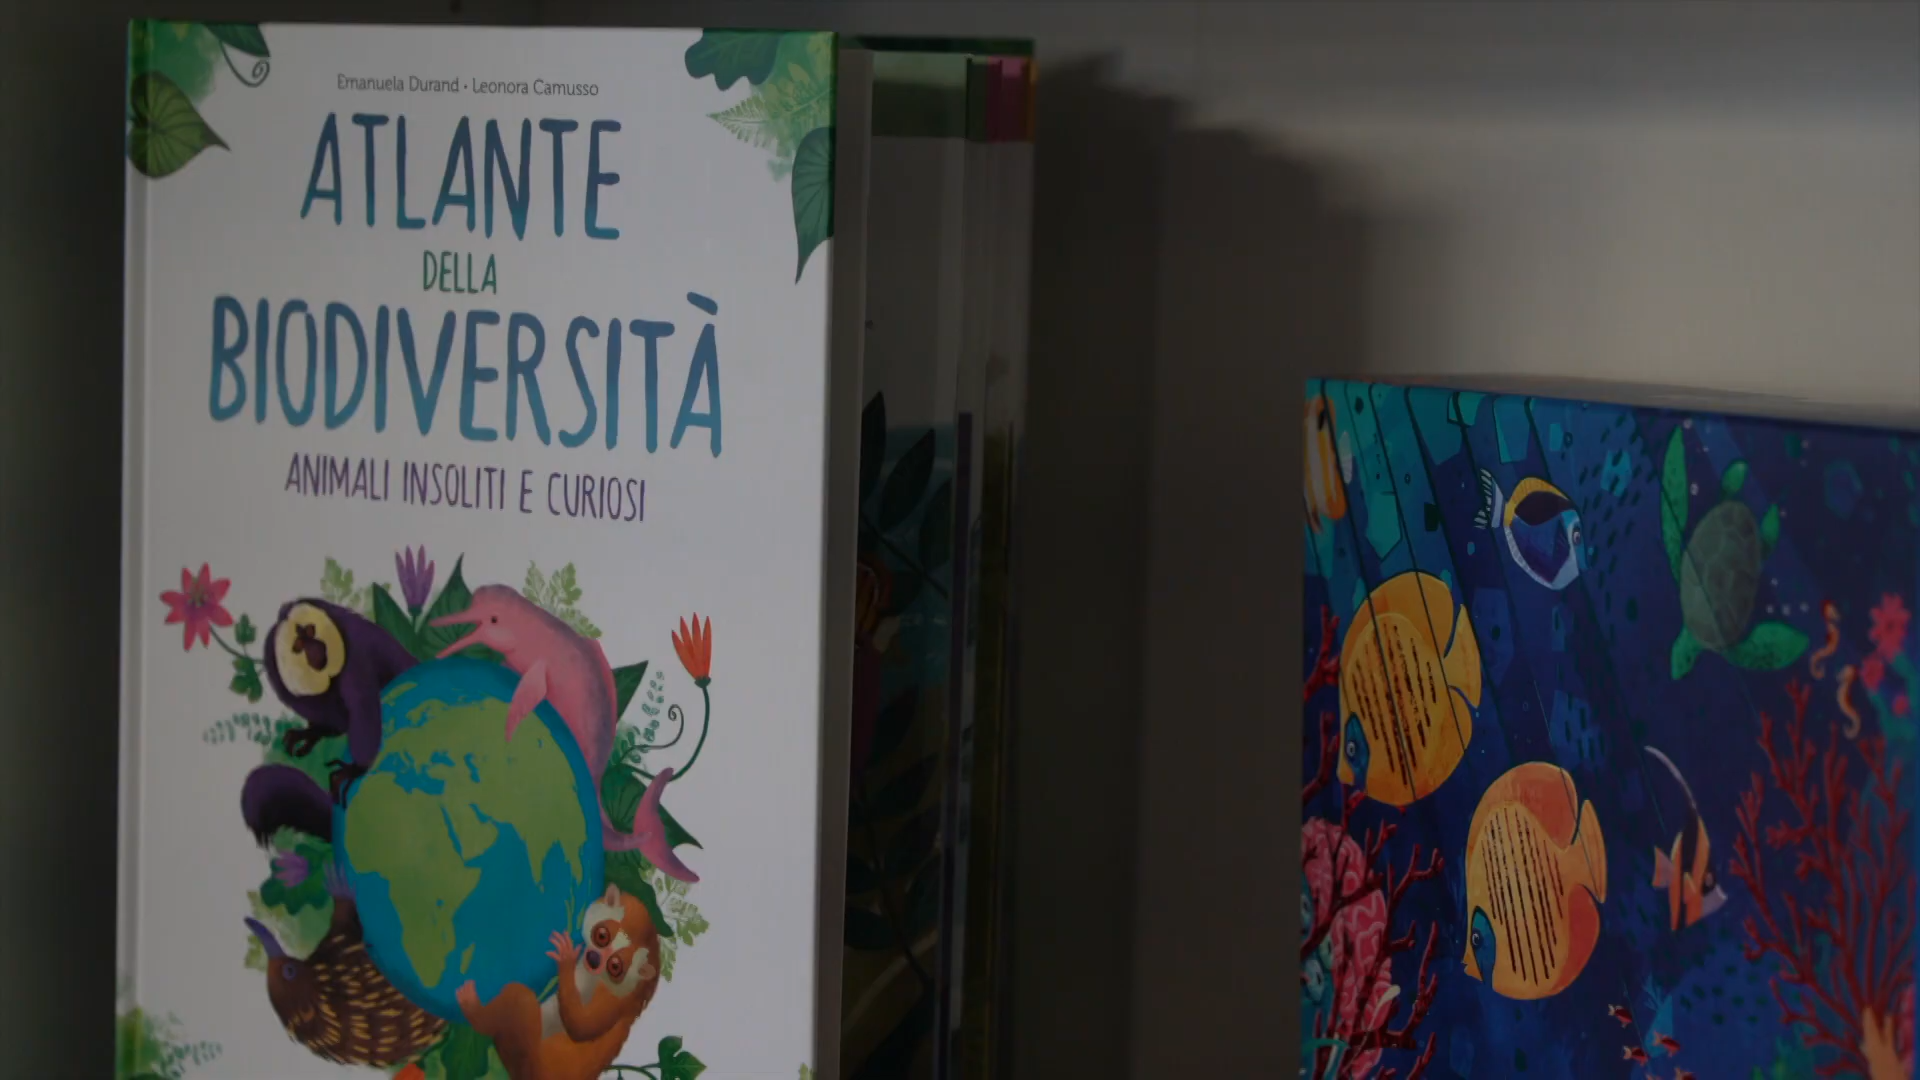 Emanuela Durand • Leonora Camusso
ATLANTE
DELLA
BIODIVERSITÀ
ANIMALI INSOLITI E CURIOSI